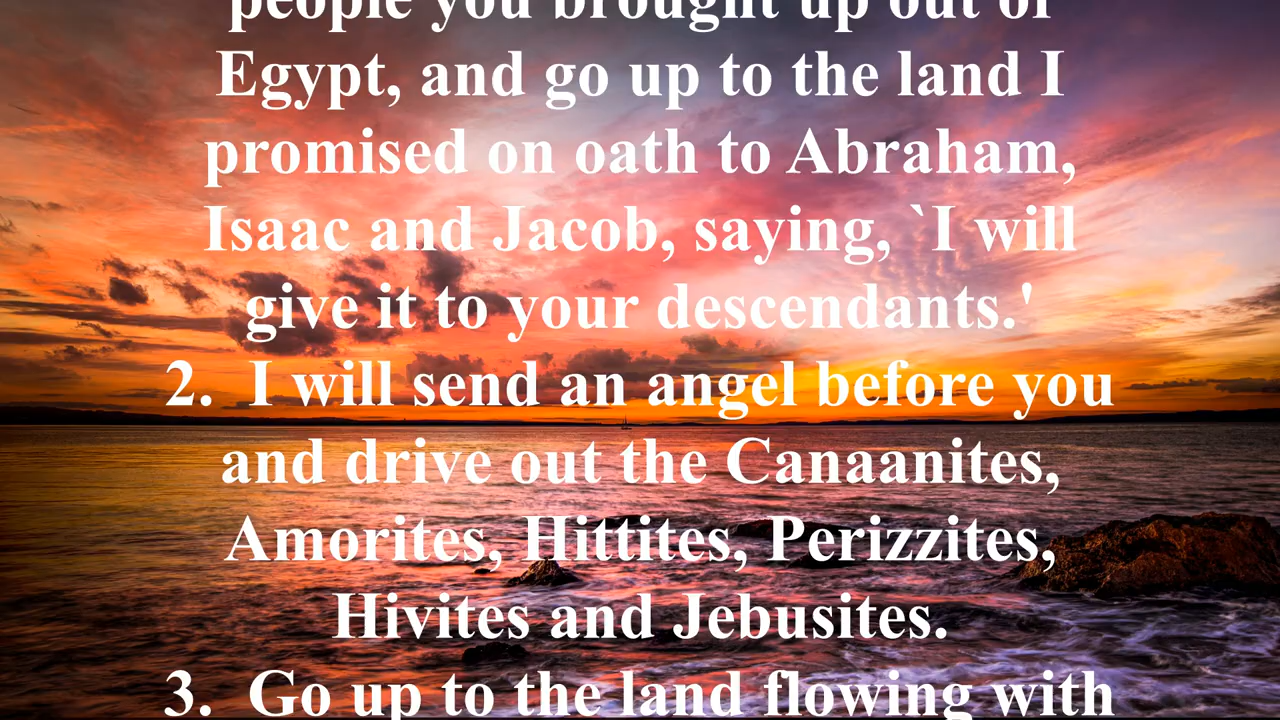 people you brought up out of
Egypt, and go up to the land I
promised on oath to Abraham,
Isaac and Jacob, saying, `I will
give it to your descendants.'
2.  I will send an angel before you
and drive out the Canaanites,
Amorites, Hittites, Perizzites,
Hivites and Jebusites.
3.  Go up to the land flowing with